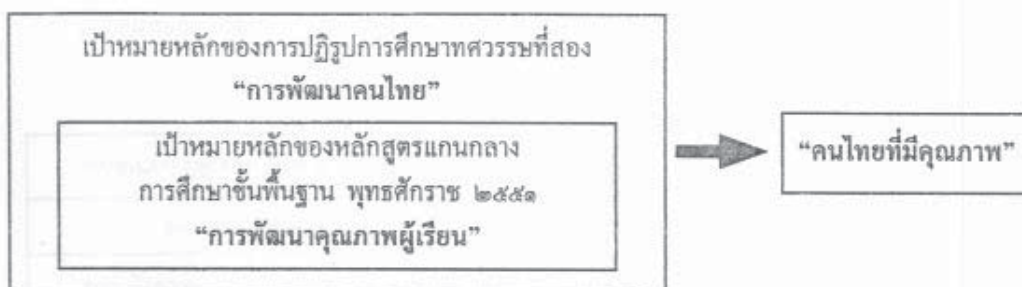 เป้าหมายหลักของการปฏิรูปการศึกษาทศวรรษที่สอง
“การพัฒนาคนไทย”
เป้าหมายหลักของหลักสูตรแกนกลาง
การศึกษาขั้นพื้นฐาน พุทธศักราช ๒๕๕๑
“การพัฒนาคุณภาพผู้เรียน”
“คนไทยที่มีคุณภาพ”